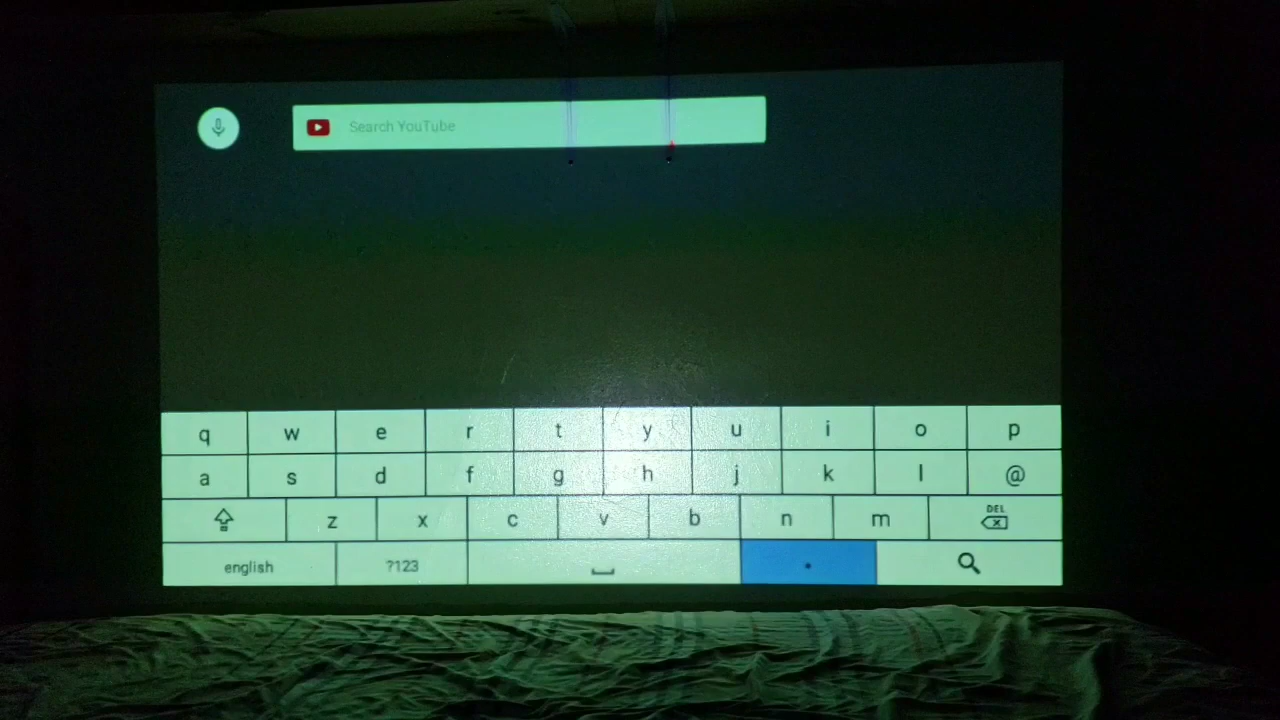 Search YouTube
q w e r t y u i o p
a s d f g h j k l @
z x c v b n m DEL
english ?123 .